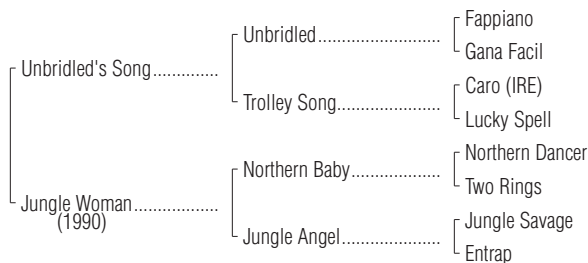 Fappiano
Unbridled
Gana Facil
Unbridled's Song
Caro (IRE)
Trolley Song
Lucky Spell
Northern Dancer
Northern Baby
Two Rings
Jungle Woman
(1990)
Jungle Savage
Jungle Angel
Entrap